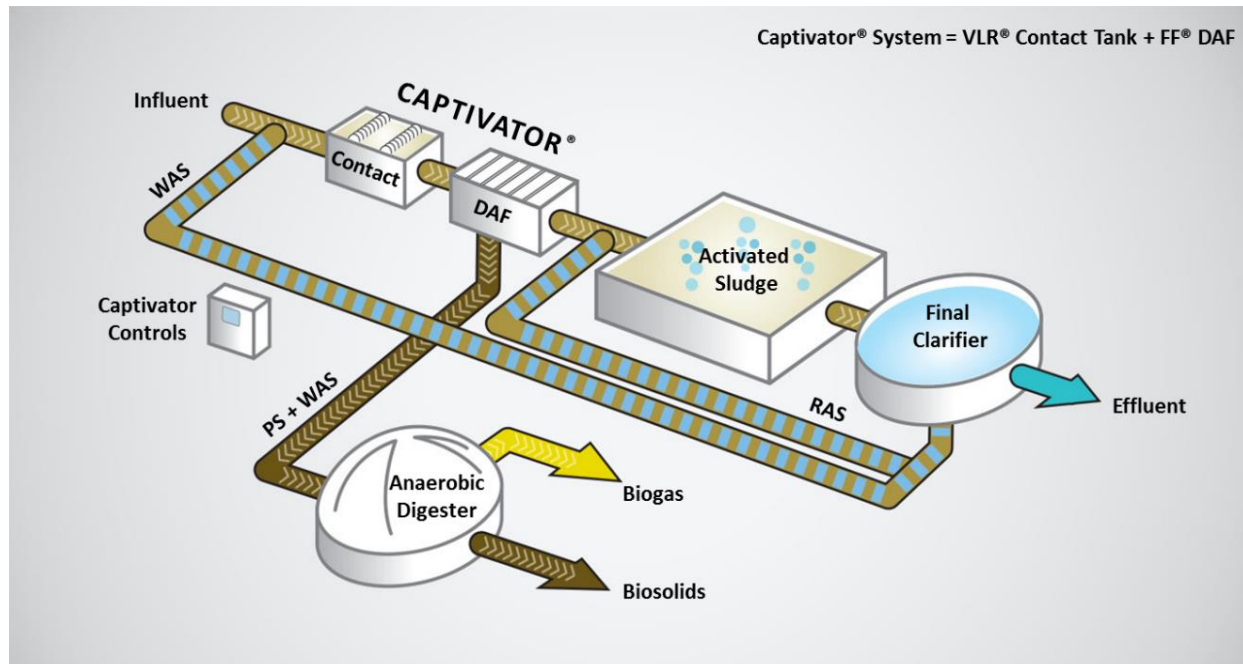 Captivator® System = VLR® Contact Tank + FF® DAF
Influent
CAPTIVATOR®
Contact
WAS
DAF
Activated
Sludge
Captivator
Controls
Final
Clarifier
PS + WAS
RAS
Effluent
Anaerobic
Digester
Biogas
Biosolids